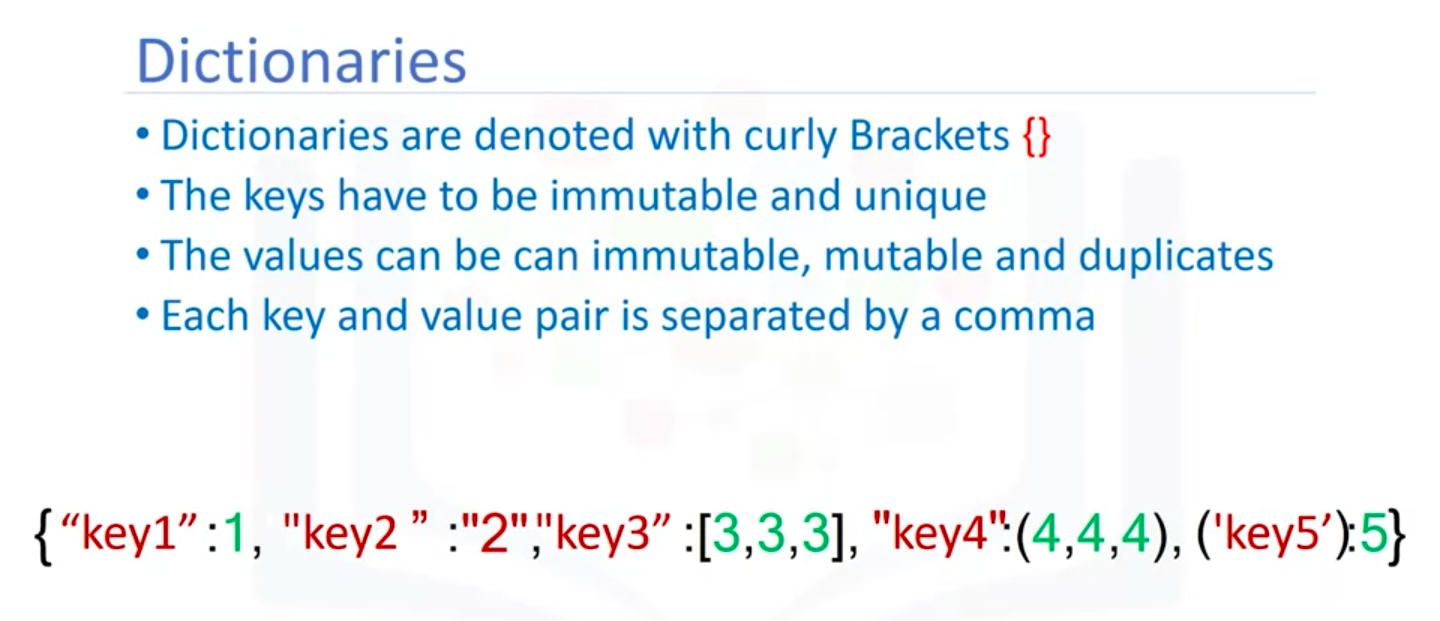 Dictionaries
• Dictionaries are denoted with curly Brackets {}
• The keys have to be immutable and unique
• The values can be can immutable, mutable and duplicates
• Each key and value pair is separated by a comma
{“key1”:1, "key2 ” :"2","key3” :[3,3,3], "key4":(4,4,4), ('key5’):5}